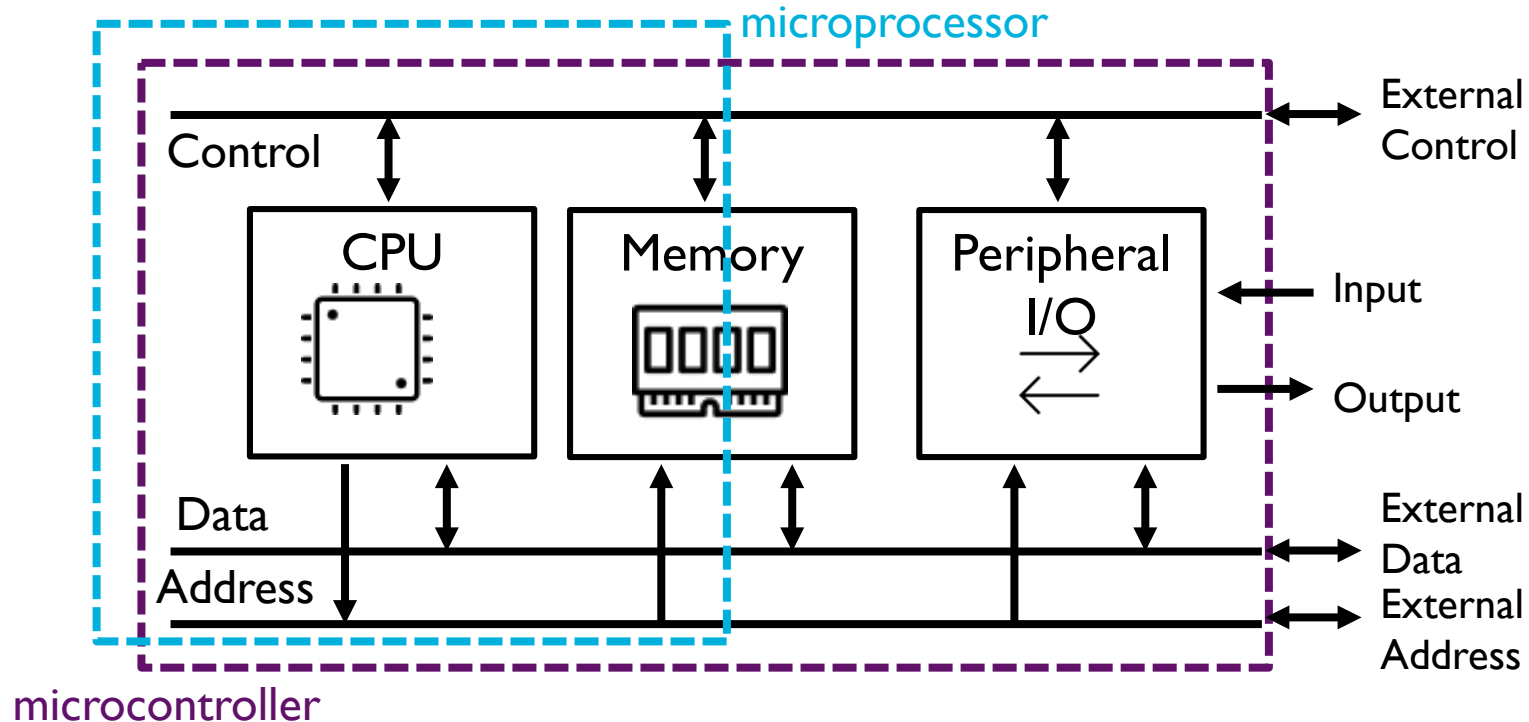 microprocessor
External
Control
Control
CPU
Memory
Peripheral
I/O
Input
Output
Data
External
Data
Address
External
Address
microcontroller